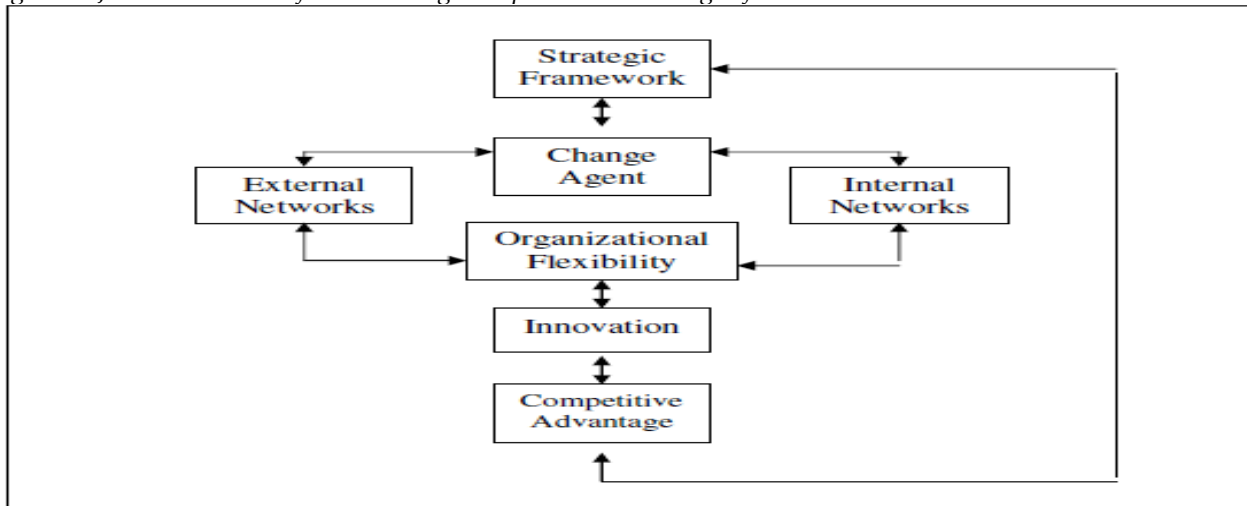 Strategic
Framework
Change
Agent
External
Networks
Internal
Networks
Organizational
Flexibility
Innovation
Competitive
Advantage